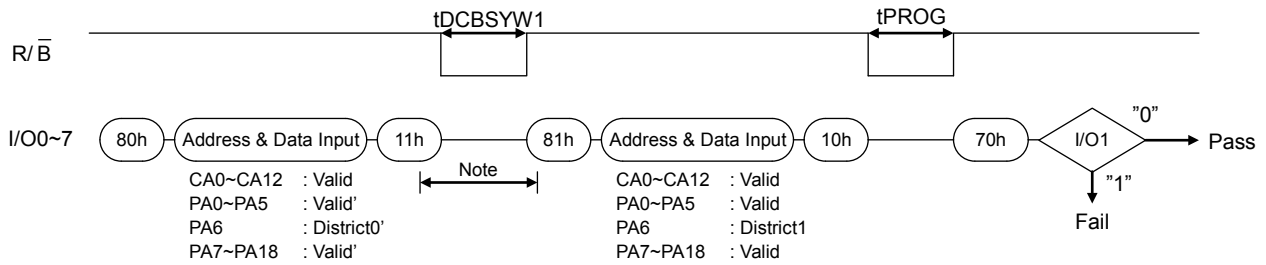 tDCBSYW1
tPROG
R/ B
I/O0~7
80h
Address & Data Input
11h
81h
Address & Data Input
10h
70h
I/O1
"0"
Pass
Note
"1"
Fail
CA0~CA12 : Valid
PA0~PA5 : Valid'
PA6 : District0'
PA7~PA18 : Valid'
CA0~CA12 : Valid
PA0~PA5 : Valid
PA6 : District1
PA7~PA18 : Valid